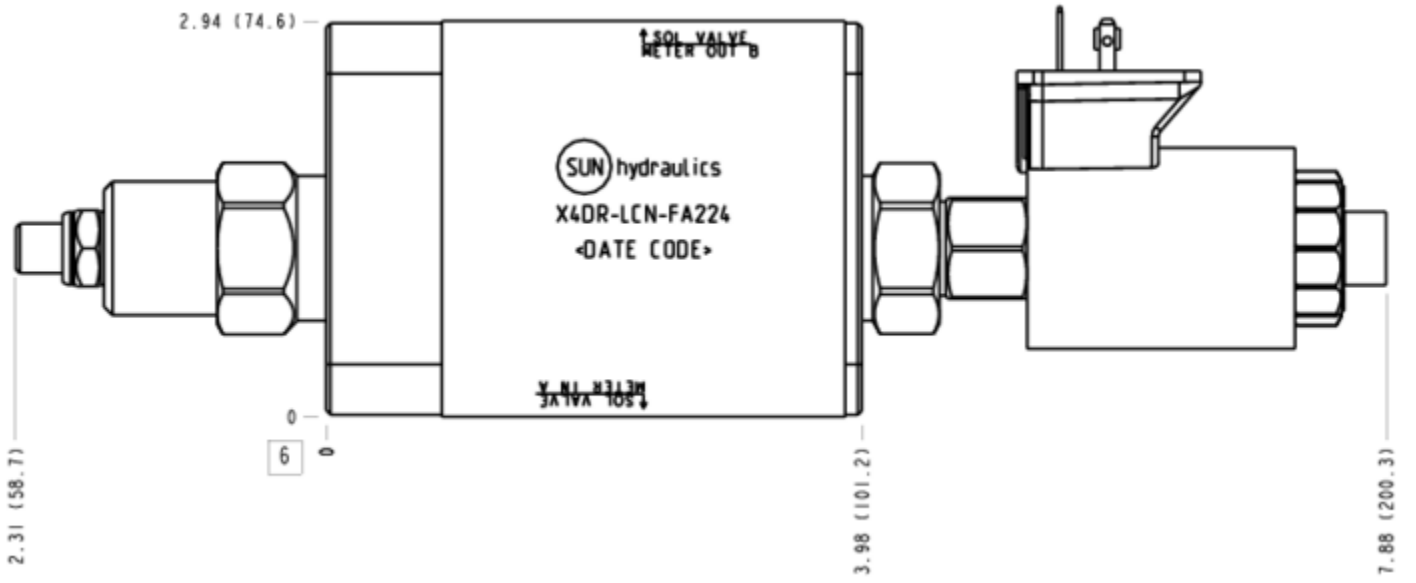 2.94 (74.6)
SOL VALVE
METER OUT B
SUN hydraulics
X4DR-LCN-FA224
<DATE CODE>
SOL VALVE
METER IN A
0
6
0
2.31 (58.7)
3.98 (101.2)
7.88 (200.3)